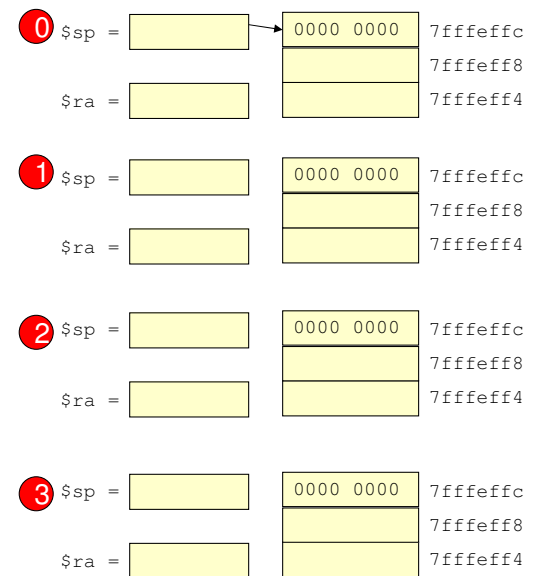 0 $sp = 0000 0000 7fffeffc
7fffeff8
$ra = 7fffeff4
1 $sp = 0000 0000 7fffeffc
7fffeff8
$ra = 7fffeff4
2 $sp = 0000 0000 7fffeffc
7fffeff8
$ra = 7fffeff4
3 $sp = 0000 0000 7fffeffc
7fffeff8
$ra = 7fffeff4